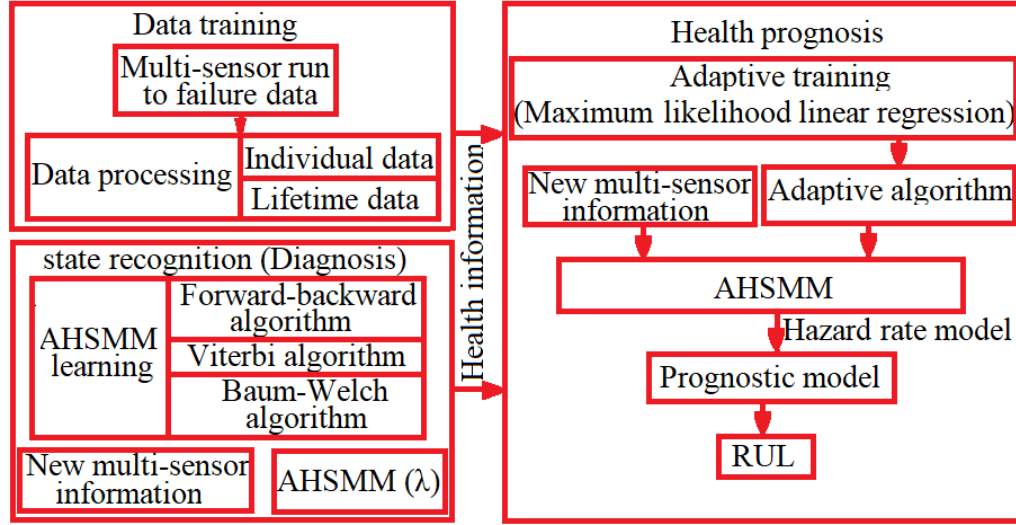 Data training
Multi-sensor run
to failure data
Data processing
Individual data
Lifetime data
state recognition (Diagnosis)
AHSMM
learning
Forward-backward
algorithm
Viterbi algorithm
Baum-Welch
algorithm
New multi-sensor
information
AHSMM (λ)
Health information
Health prognosis
Adaptive training
(Maximum likelihood linear regression)
New multi-sensor
information
Adaptive algorithm
AHSMM
Hazard rate model
Prognostic model
RUL